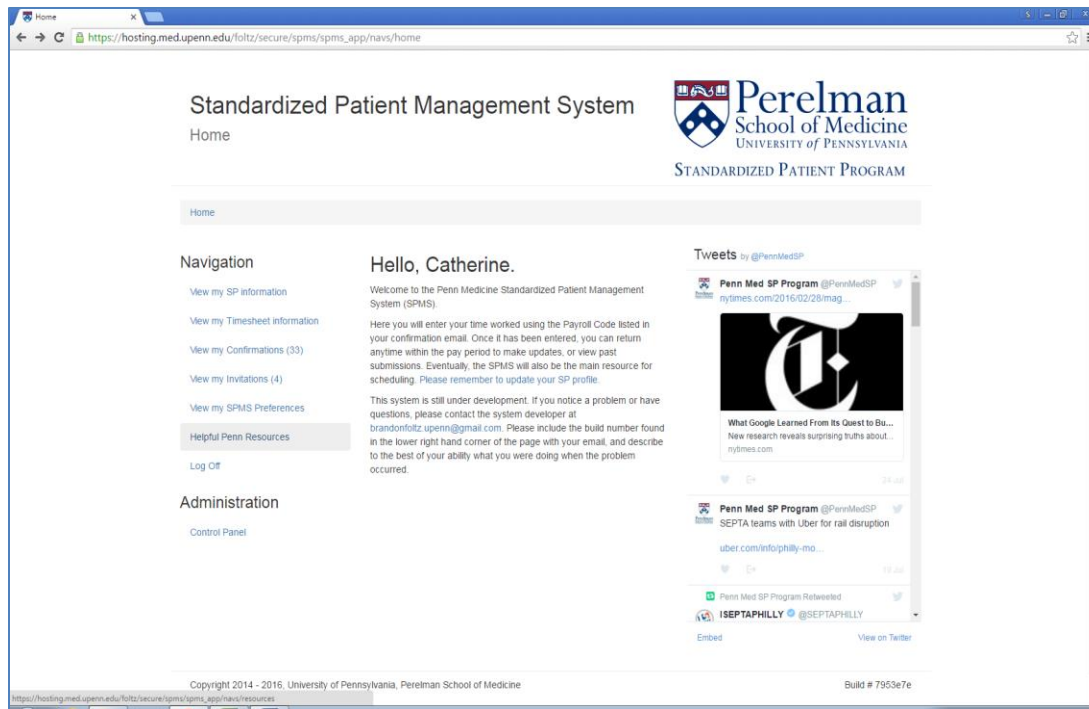 Home
https://hosting.med.upenn.edu/foltz/secure/spms/spms_app/navs/home
Standardized Patient Management System
Home
Perelman
School of Medicine
UNIVERSITY of PENNSYLVANIA
STANDARDIZED PATIENT PROGRAM
Home
Navigation
View my SP information
View my Timesheet information
View my Confirmations (33)
View my Invitations (4)
View my SPMS Preferences
Helpful Penn Resources
Log Off
Administration
Control Panel
Hello, Catherine.
Welcome to the Penn Medicine Standardized Patient Management
System (SPMS).
Here you will enter your time worked using the Payroll Code listed in
your confirmation email. Once it has been entered, you can return
anytime within the pay period to make updates, or view past
submissions. Eventually, the SPMS will also be the main resource for
scheduling. Please remember to update your SP profile.
This system is still under development. If you notice a problem or have
questions, please contact the system developer at
brandonfoltz.upenn@gmail.com. Please include the build number found
in the lower right hand corner of the page with your email, and describe
to the best of your ability what you were doing when the problem
occurred.
Tweets by @PennMedSP
Penn Med SP Program @PennMedSP
nytimes.com/2016/02/28/mag...
What Google Learned From Its Quest to Bu...
New research reveals surprising truths about...
nytimes.com
24 Jul
Penn Med SP Program @PennMedSP
SEPTA teams with Uber for rail disruption
uber.com/info/philly-mo...
Penn Med SP Program Retweeted
@SEPTAPHILLY
Embed
View on Twitter
Copyright 2014 - 2016, University of Pennsylvania, Perelman School of Medicine
Build # 7953e7e
https://hosting.med.upenn.edu/foltz/secure/spms/spms_app/navs/resources